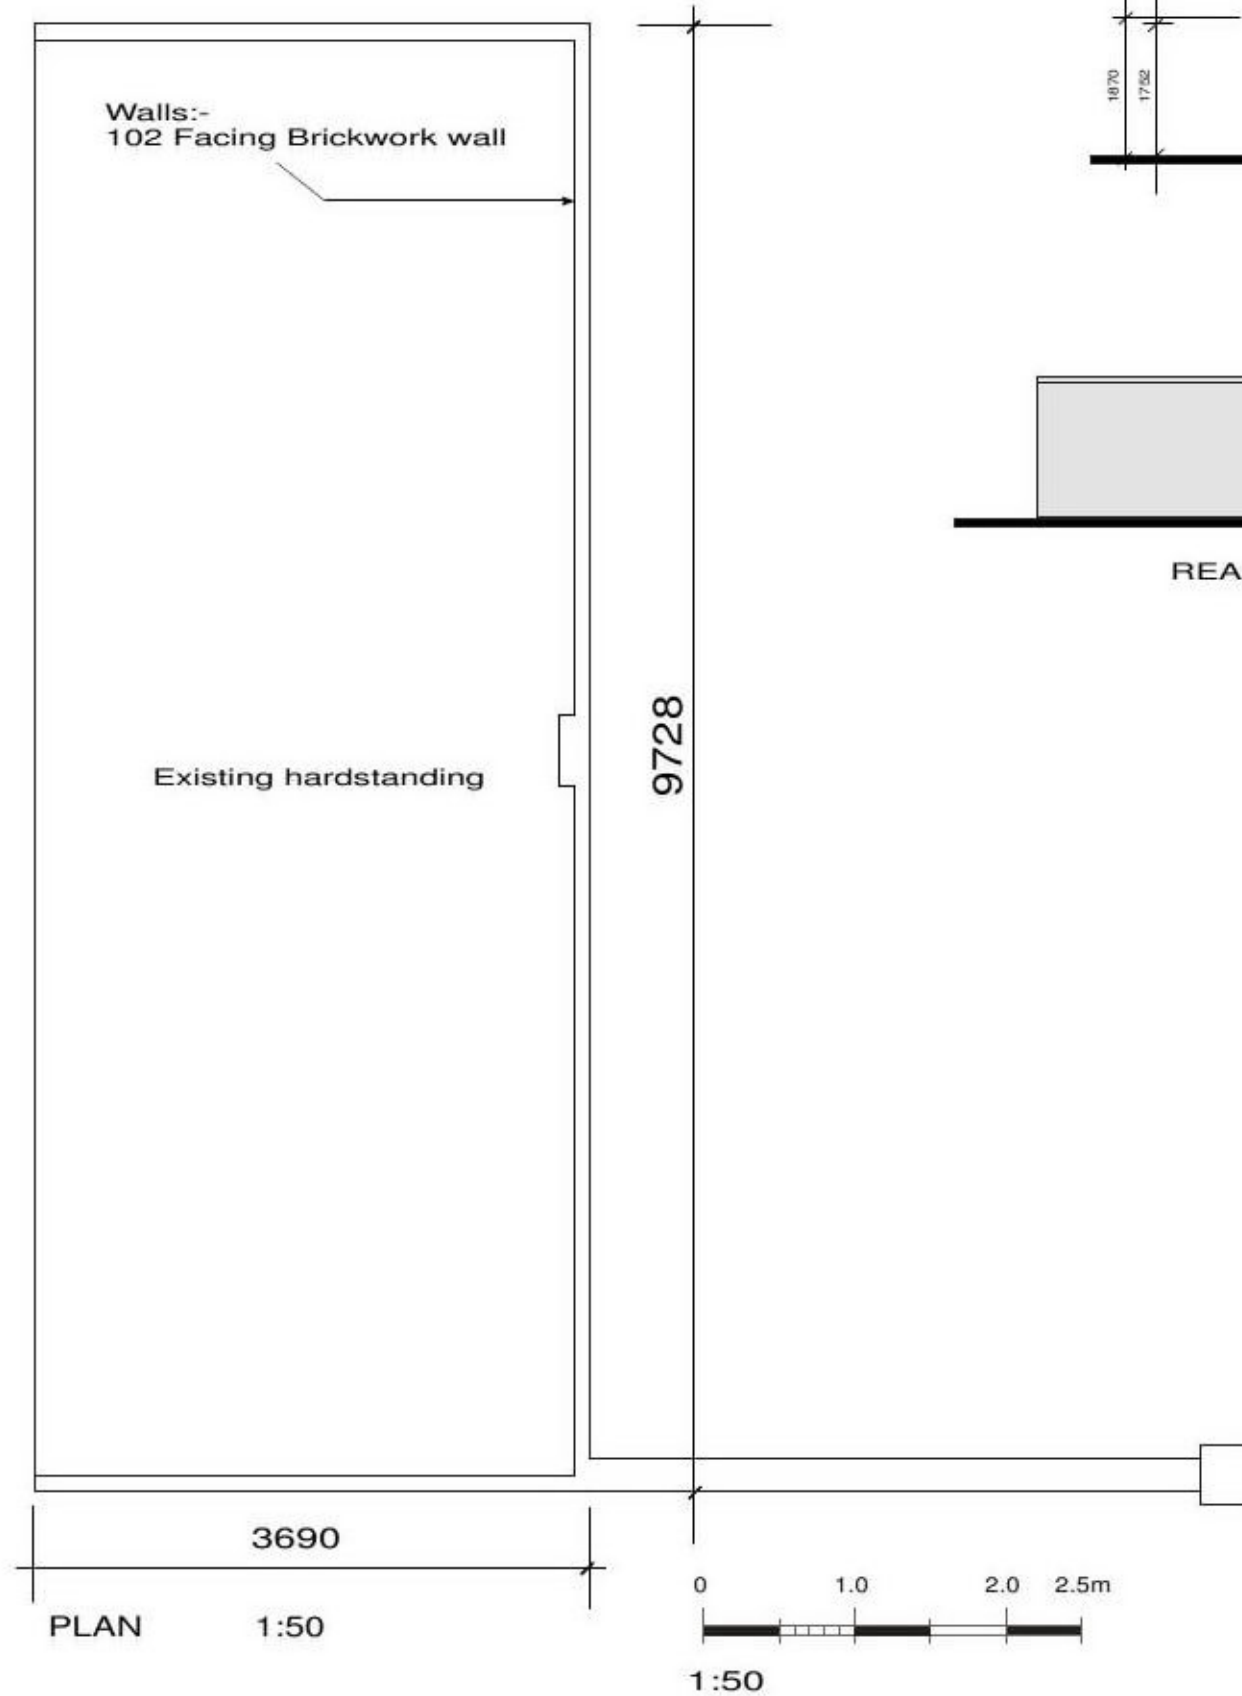 Walls:-
102 Facing Brickwork wall
1870
1752
REA
9728
Existing hardstanding
3690
PLAN 1:50
0 1.0 2.0 2.5m
1:50